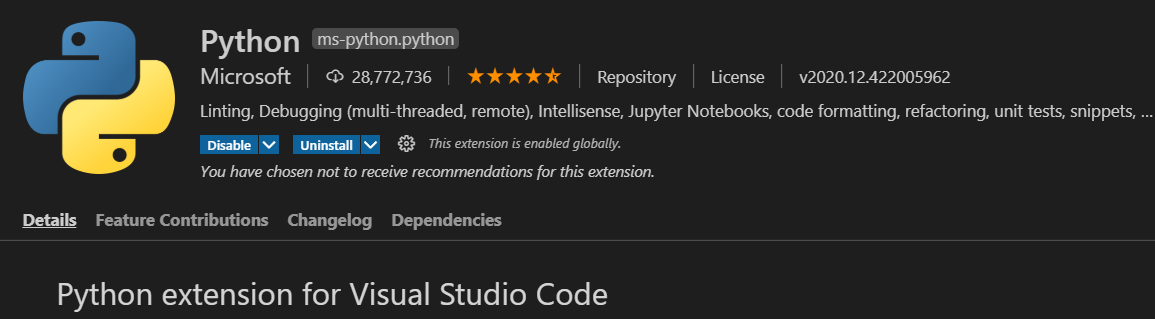 Python ms-python.python
Microsoft 28,772,736 Repository License v2020.12.422005962
Linting, Debugging (multi-threaded, remote), Intellisense, Jupyter Notebooks, code formatting, refactoring, unit tests, snippets, ...
Disable Uninstall This extension is enabled globally.
You have chosen not to receive recommendations for this extension.
Details Feature Contributions Changelog Dependencies
Python extension for Visual Studio Code